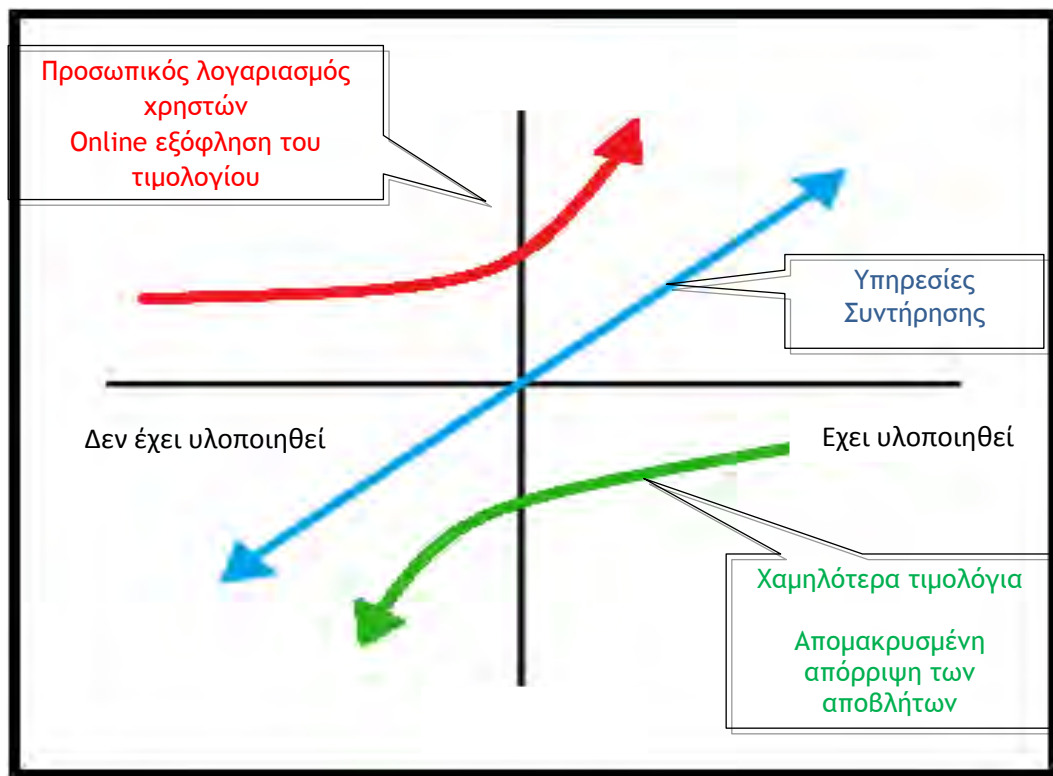 Προσωπικός λογαριασμός
χρηστών
Online εξόφληση του
τιμολογίου
Υπηρεσίες
Συντήρησης
Δεν έχει υλοποιηθεί
Εχει υλοποιηθεί
Χαμηλότερα τιμολόγια
Απομακρυσμένη
απόρριψη των
αποβλήτων